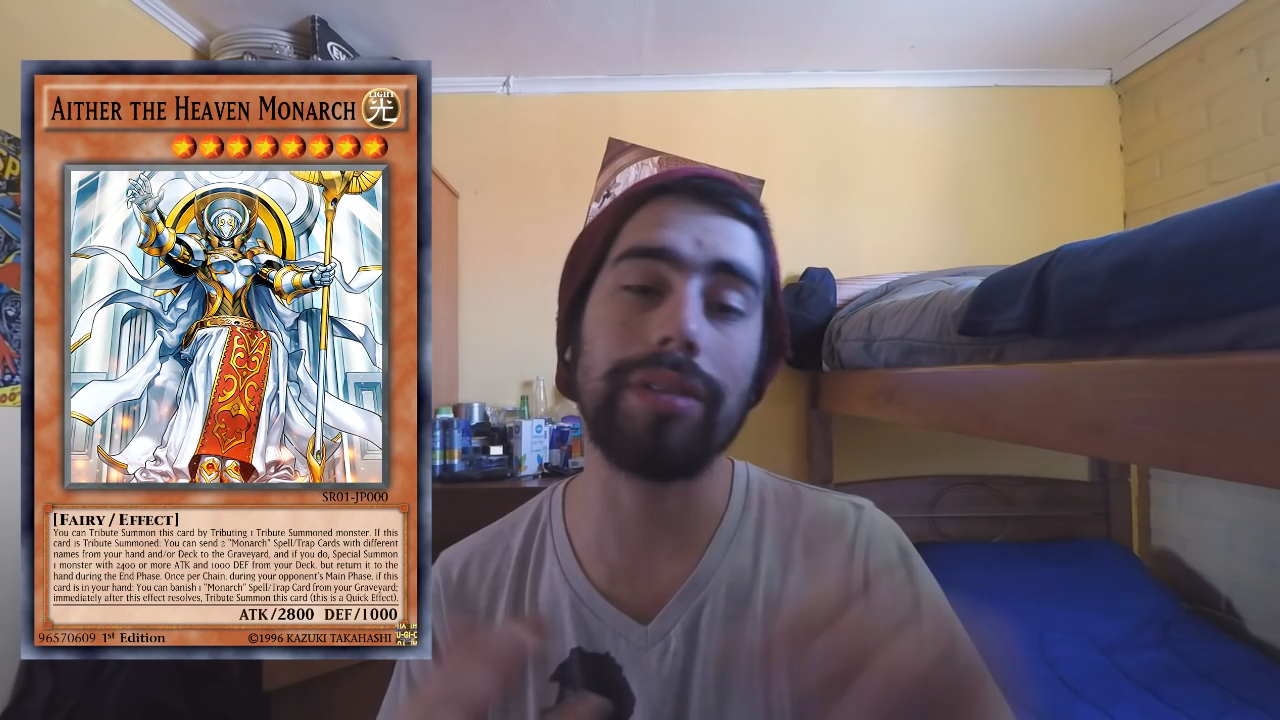 AITHER THE HEAVEN MONARCH
LIGHT
光
SR01-JP000
[FAIRY / EFFECT]
You can Tribute Summon this card by Tributing 1 Tribute Summoned monster. If this
card is Tribute Summoned: You can send 2 "Monarch" Spell/Trap Cards with different
names from your hand and/or Deck to the Graveyard, and if you do, Special Summon
1 monster with 2400 or more ATK and 1000 DEF from your Deck, but return it to the
hand during the End Phase. Once per Chain, during your opponent's Main Phase, if this
card is in your hand: You can banish 1 "Monarch" Spell/Trap Card from your Graveyard;
immediately after this effect resolves, Tribute Summon this card (this is a Quick Effect).
ATK/2800 DEF/1000
96570609 1st Edition
©1996 KAZUKI TAKAHASHI